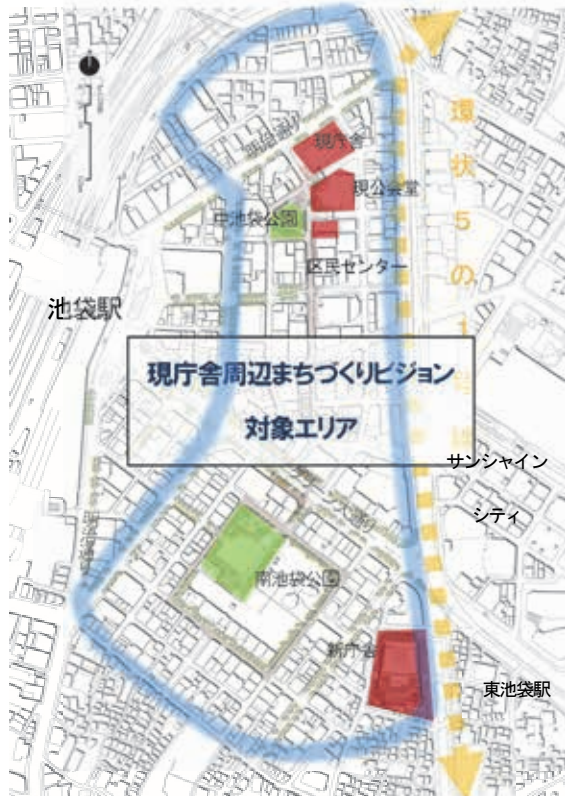 現庁舎
現公会堂
中池袋公園
区民センター
池袋駅
環状5の1
現庁舎周辺まちづくりビジョン
対象エリア
サンシャイン
シティ
南池袋公園
新庁舎
東池袋駅